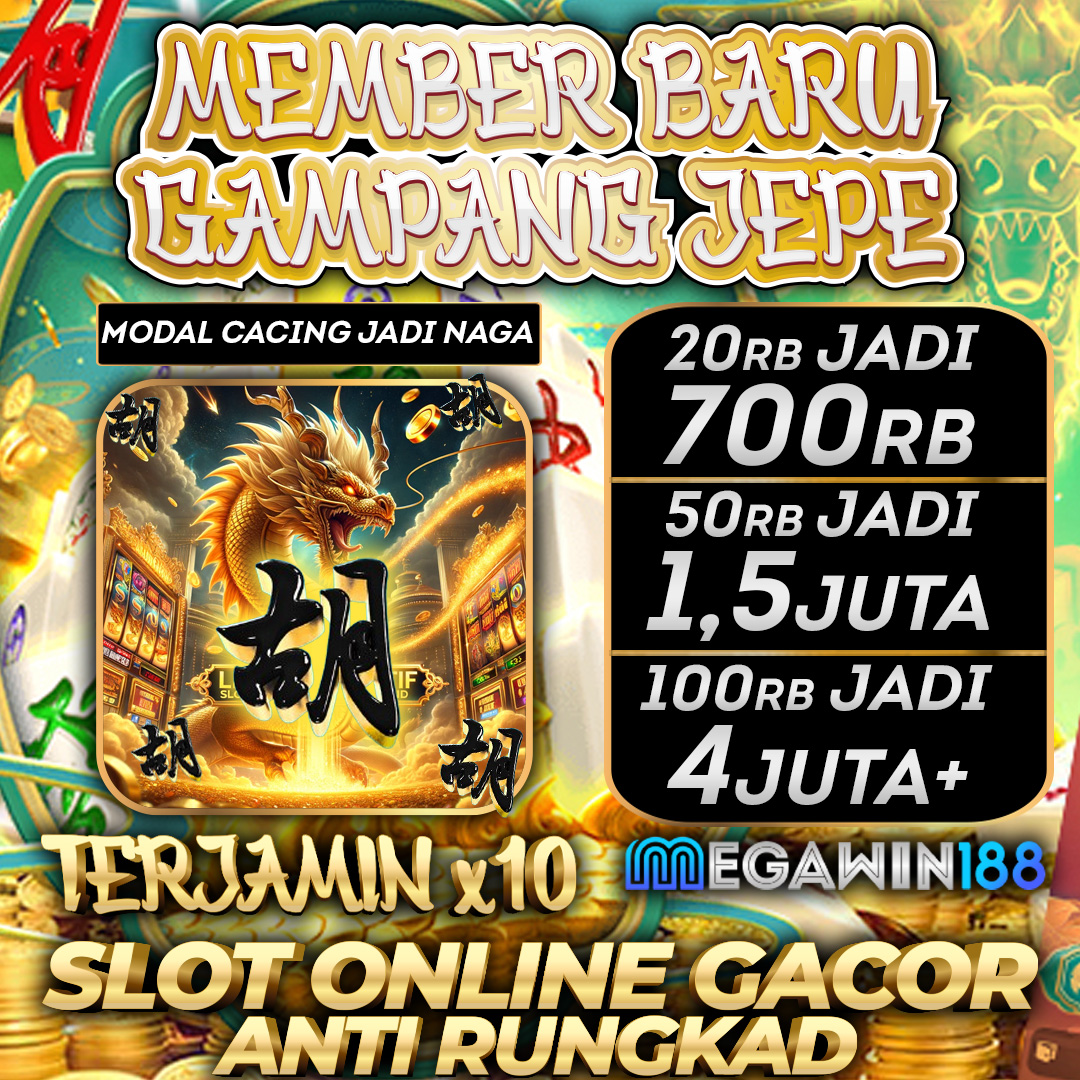 MEMBER BARU
GAMPANG JEPE
MODAL CACING JADI NAGA
20RB JADI
700RB
50RB JADI
1,5JUTA
100RB JADI
4JUTA+
胡
胡
胡
胡
胡
TERJAMIN x10
MEGAWIN188
SLOT ONLINE GACOR
ANTI RUNGKAD